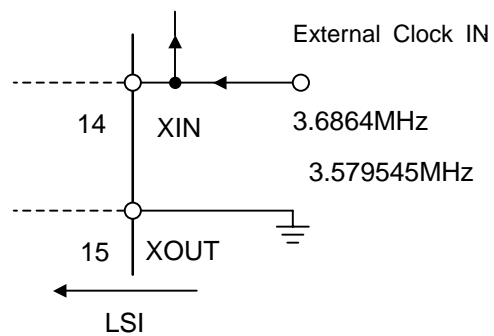 External Clock IN
14 XIN 3.6864MHz
3.579545MHz
15 XOUT
LSI